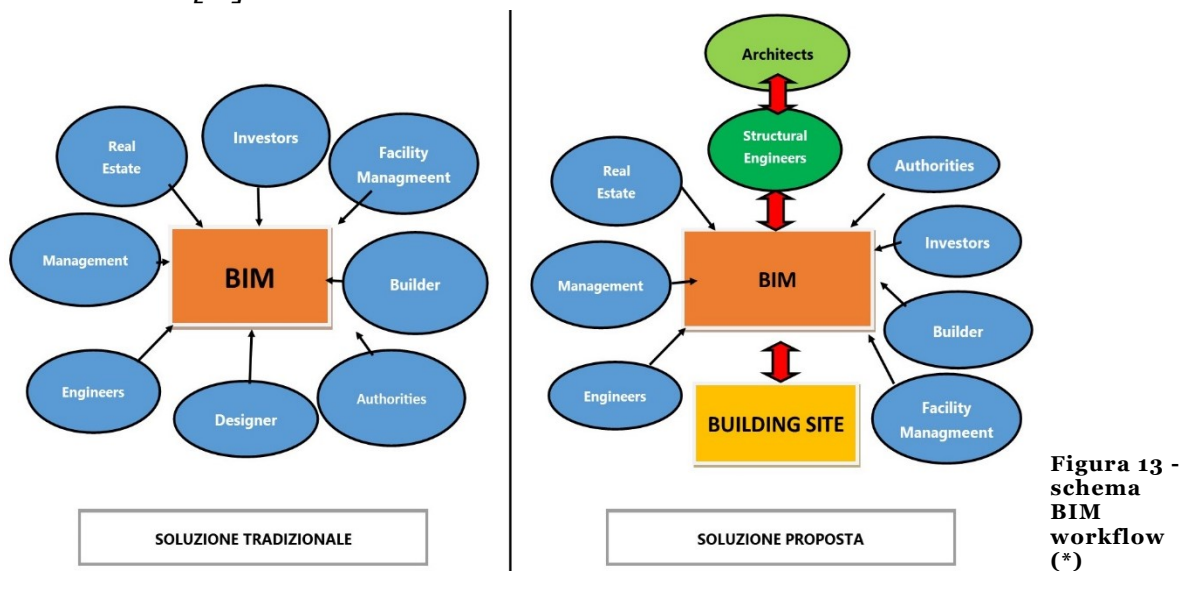 Real
Estate
Investors
Facility
Managmeent
Management
BIM
Builder
Engineers
Designer
Authorities
SOLUZIONE TRADIZIONALE
Architects
Structural
Engineers
Real
Estate
Authorities
Investors
Management
BIM
Builder
Engineers
BUILDING SITE
Facility
Managmeent
SOLUZIONE PROPOSTA
Figura 13 -
schema
BIM
workflow
(*)